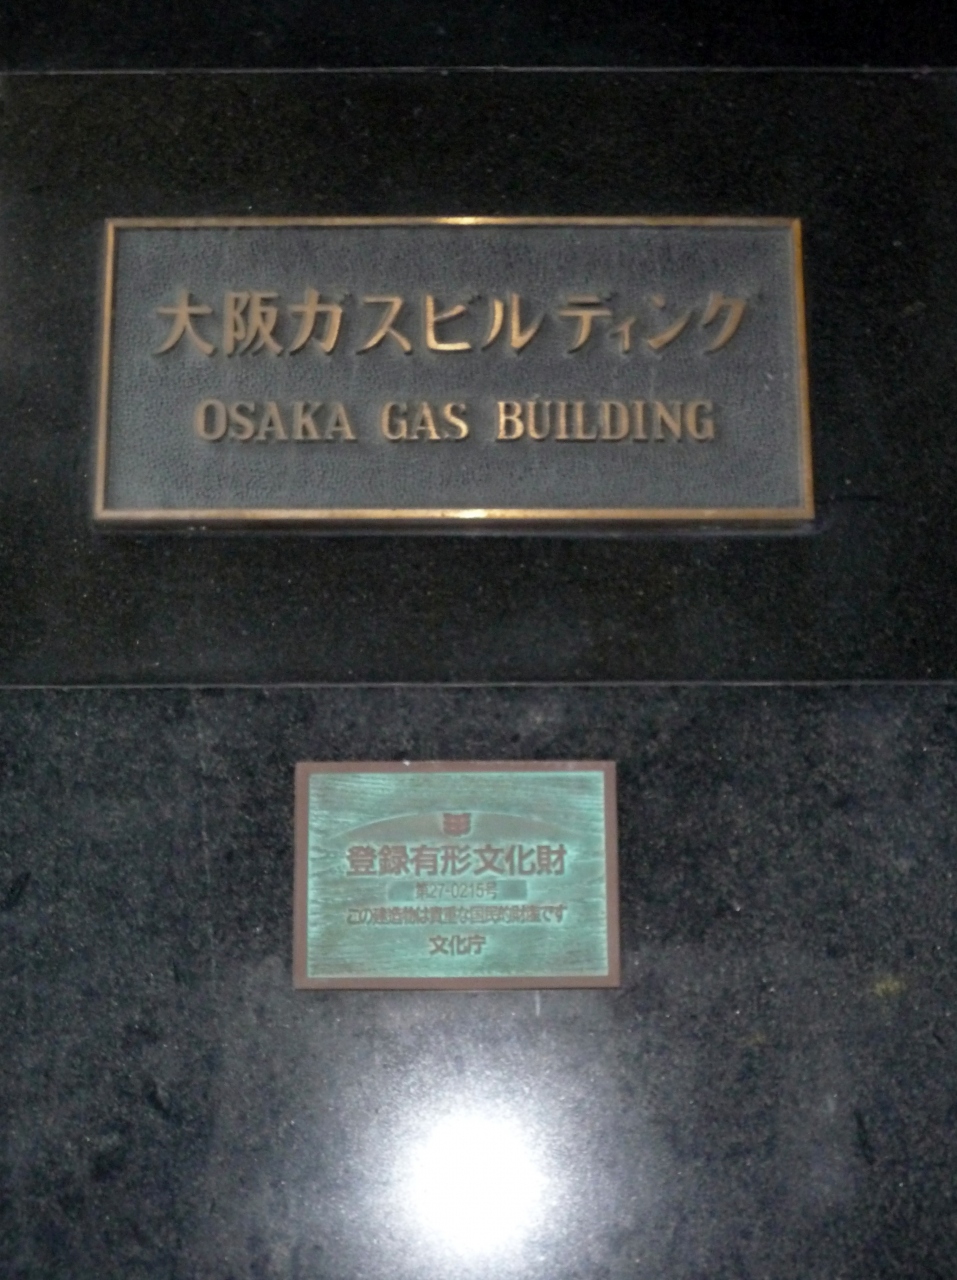 大阪ガスビルディング
OSAKA GAS BUILDING
登録有形文化財
第27-0215号
この建造物は貴重な国民的財産です
文化庁